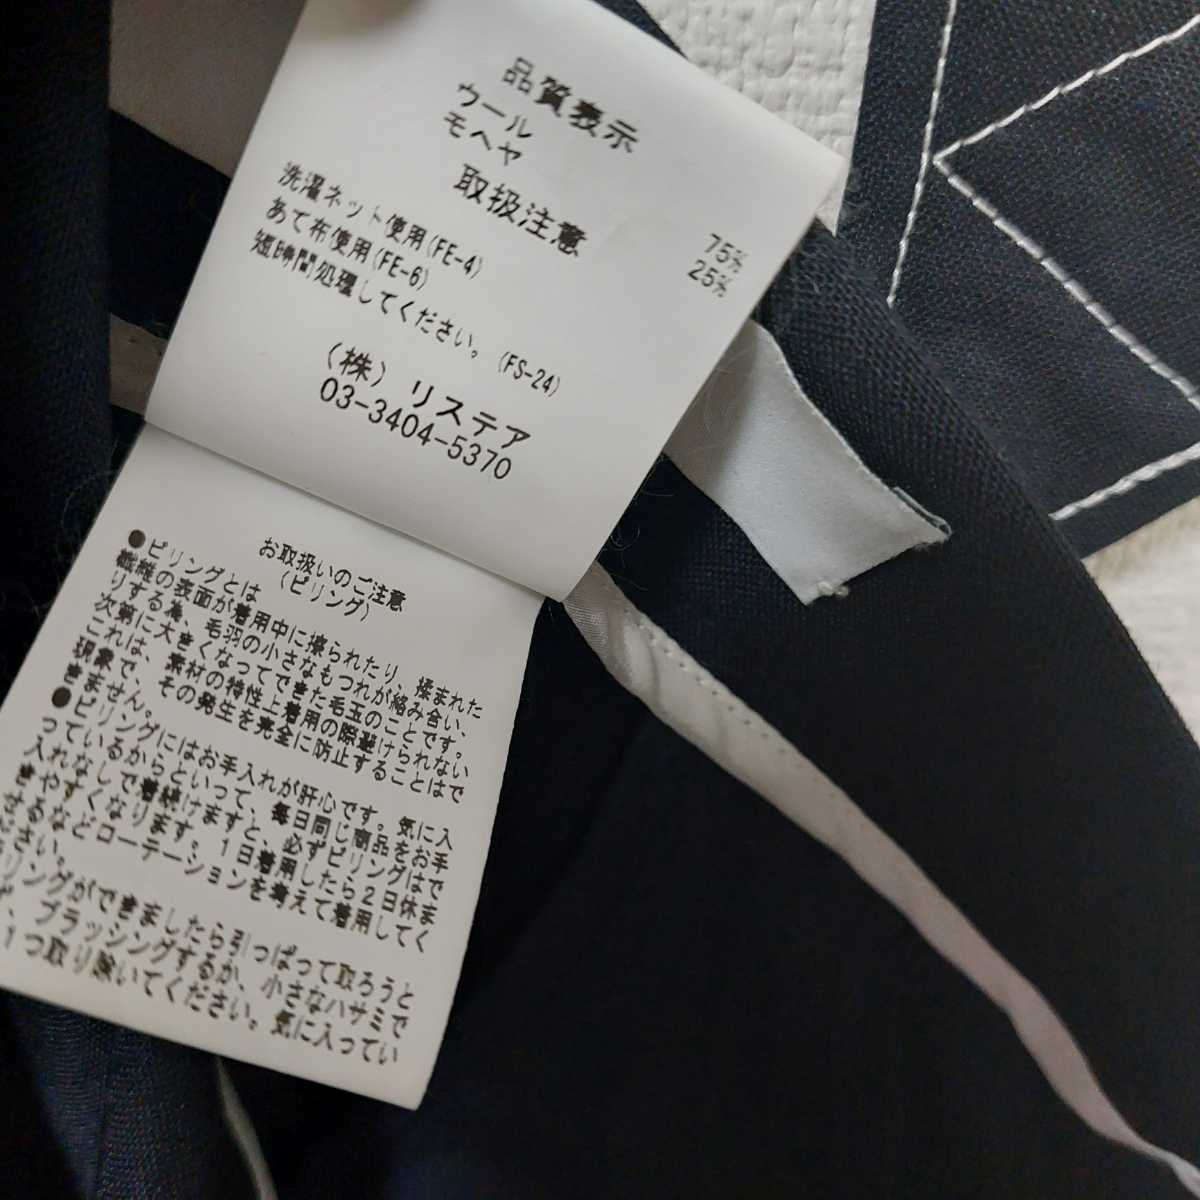 品質表示
ウール 75%
モヘヤ 25%
取扱注意
洗濯ネット使用(FE-4)
あて布使用(FE-6)
短時間処理してください。(FS-24)
(株)リステア
03-3404-5370
お取扱いのご注意
(ピリング)
●ピリングとは
繊維の表面が着用中に擦られたり、揉まれた
りする為、毛羽の小さなもつれが絡み合い、
次第に大きくなってできた毛玉のことです。
これは、素材の特性上着用の際避けられない
現象で、その発生を完全に防止することはで
きません。
●ピリングにはお手入れが肝心です。気に入
っているからといって、毎日同じ商品をお手
入れなしで着続けますと、必ずピリングはで
きやすくなります。1日着用したら2日休ま
せるなどローテーションを考えて着用してく
ださい。
リングができましたら引っぱって取ろうと
ず、ブラッシングするか、小さなハサミで
1つ取り除いてください。気に入ってい